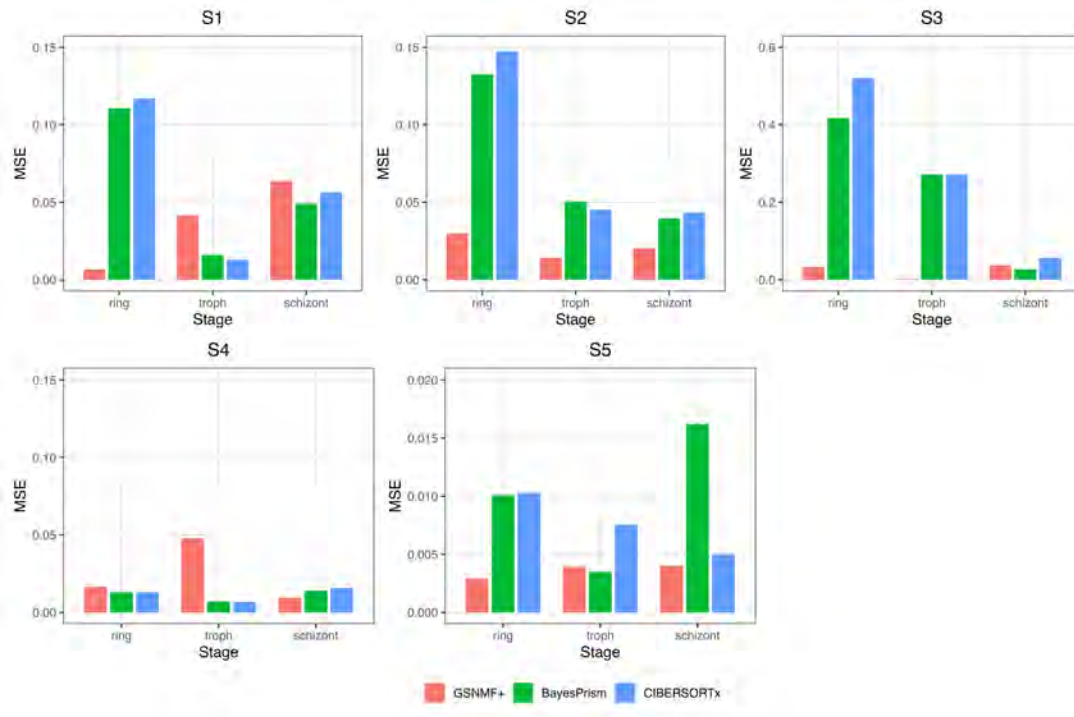 S1
S2
S3
0.15
0.10
0.05
0.00
MSE
ring troph schizont
Stage
0.15
0.10
0.05
0.00
MSE
ring troph schizont
Stage
0.6
0.4
0.2
0.0
MSE
ring troph schizont
Stage
S4
S5
0.15
0.10
0.05
0.00
MSE
ring troph schizont
Stage
0.020
0.015
0.010
0.005
0.000
MSE
ring troph schizont
Stage
GSNMF+ BayesPrism CIBERSORTx